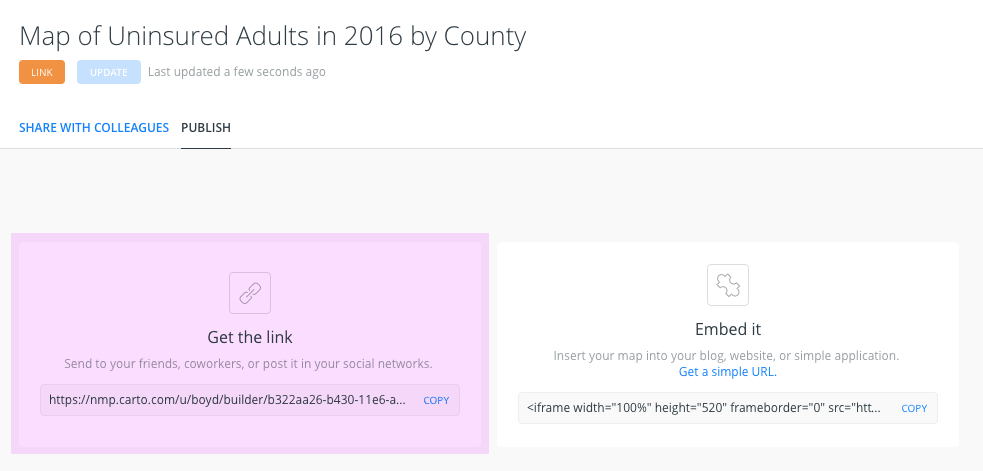 Map of Uninsured Adults in 2016 by County
LINK UPDATE Last updated a few seconds ago
SHARE WITH COLLEAGUES PUBLISH
Get the link
Send to your friends, coworkers, or post it in your social networks.
https://nmp.carto.com/u/boyd/builder/b322aa26-b430-11e6-a... COPY
Embed it
Insert your map into your blog, website, or simple application.
Get a simple URL.
<iframe width="100%" height="520" frameborder="0" src="htt... COPY